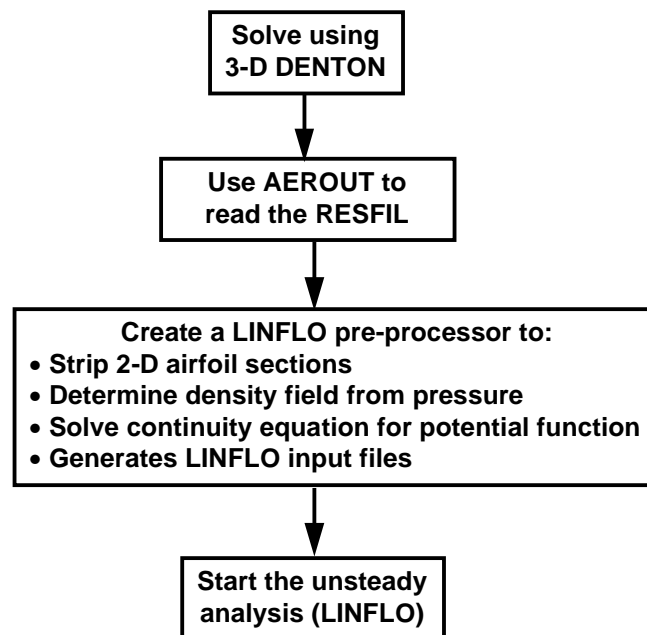 Solve using
3-D DENTON
Use AEROUT to
read the RESFIL
Create a LINFLO pre-processor to:
• Strip 2-D airfoil sections
• Determine density field from pressure
• Solve continuity equation for potential function
• Generates LINFLO input files
Start the unsteady
analysis (LINFLO)